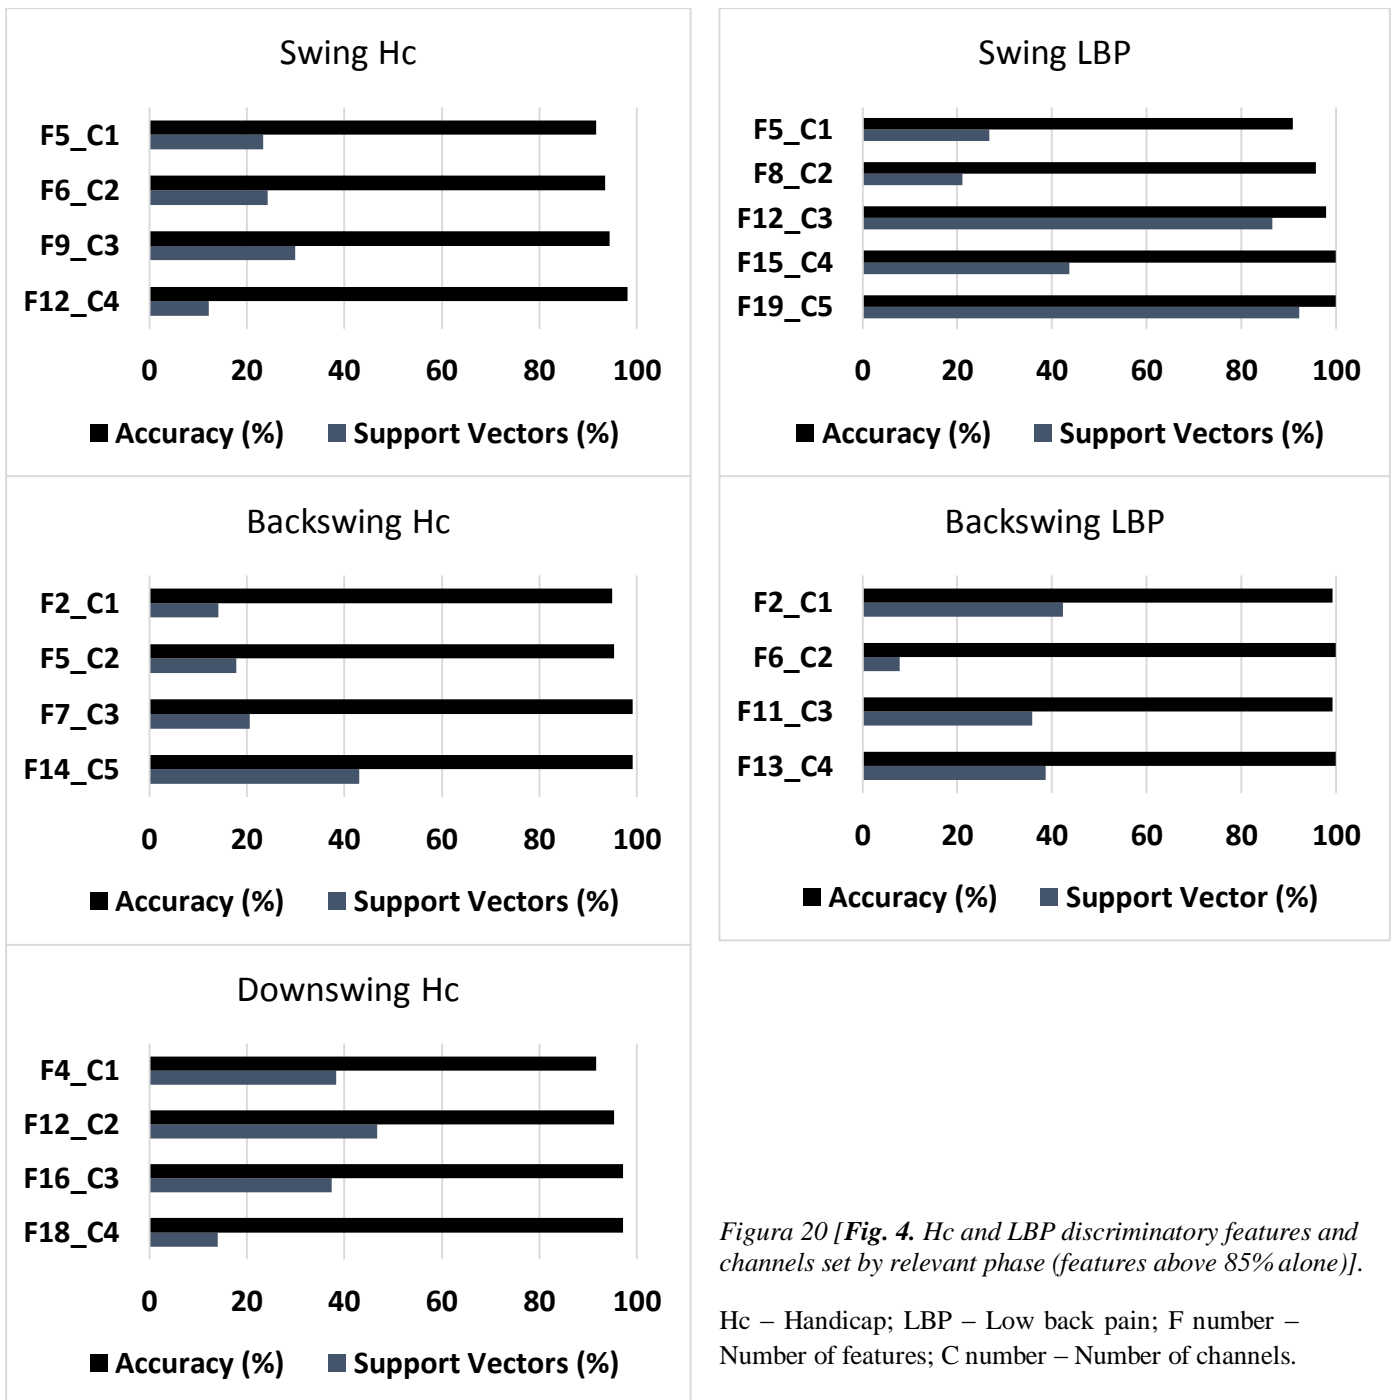 Swing Hc
F5_C1
F6_C2
F9_C3
F12_C4
0 20 40 60 80 100
Accuracy (%) Support Vectors (%)
Swing LBP
F5_C1
F8_C2
F12_C3
F15_C4
F19_C5
0 20 40 60 80 100
Accuracy (%) Support Vectors (%)
Backswing Hc
F2_C1
F5_C2
F7_C3
F14_C5
0 20 40 60 80 100
Accuracy (%) Support Vectors (%)
Backswing LBP
F2_C1
F6_C2
F11_C3
F13_C4
0 20 40 60 80 100
Accuracy (%) Support Vector (%)
Downswing Hc
F4_C1
F12_C2
F16_C3
F18_C4
0 20 40 60 80 100
Accuracy (%) Support Vectors (%)
Figura 20 [Fig. 4. Hc and LBP discriminatory features and
channels set by relevant phase (features above 85% alone)].
Hc – Handicap; LBP – Low back pain; F number –
Number of features; C number – Number of channels.